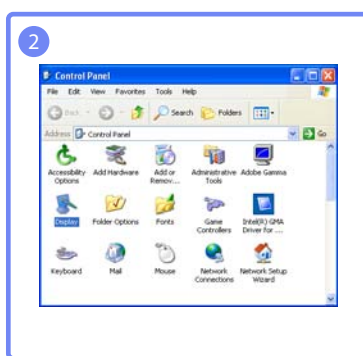 2
Control Panel
File Edit View Favorites Tools Help
Back Search Folders
Address Control Panel Go
Accessibility Options Add Hardware Add or Remov... Administrative Tools Adobe Gamma
Display Folder Options Fonts Game Controllers Intel(R) GMA Driver for ...
Keyboard Mail Mouse Network Connections Network Setup Wizard